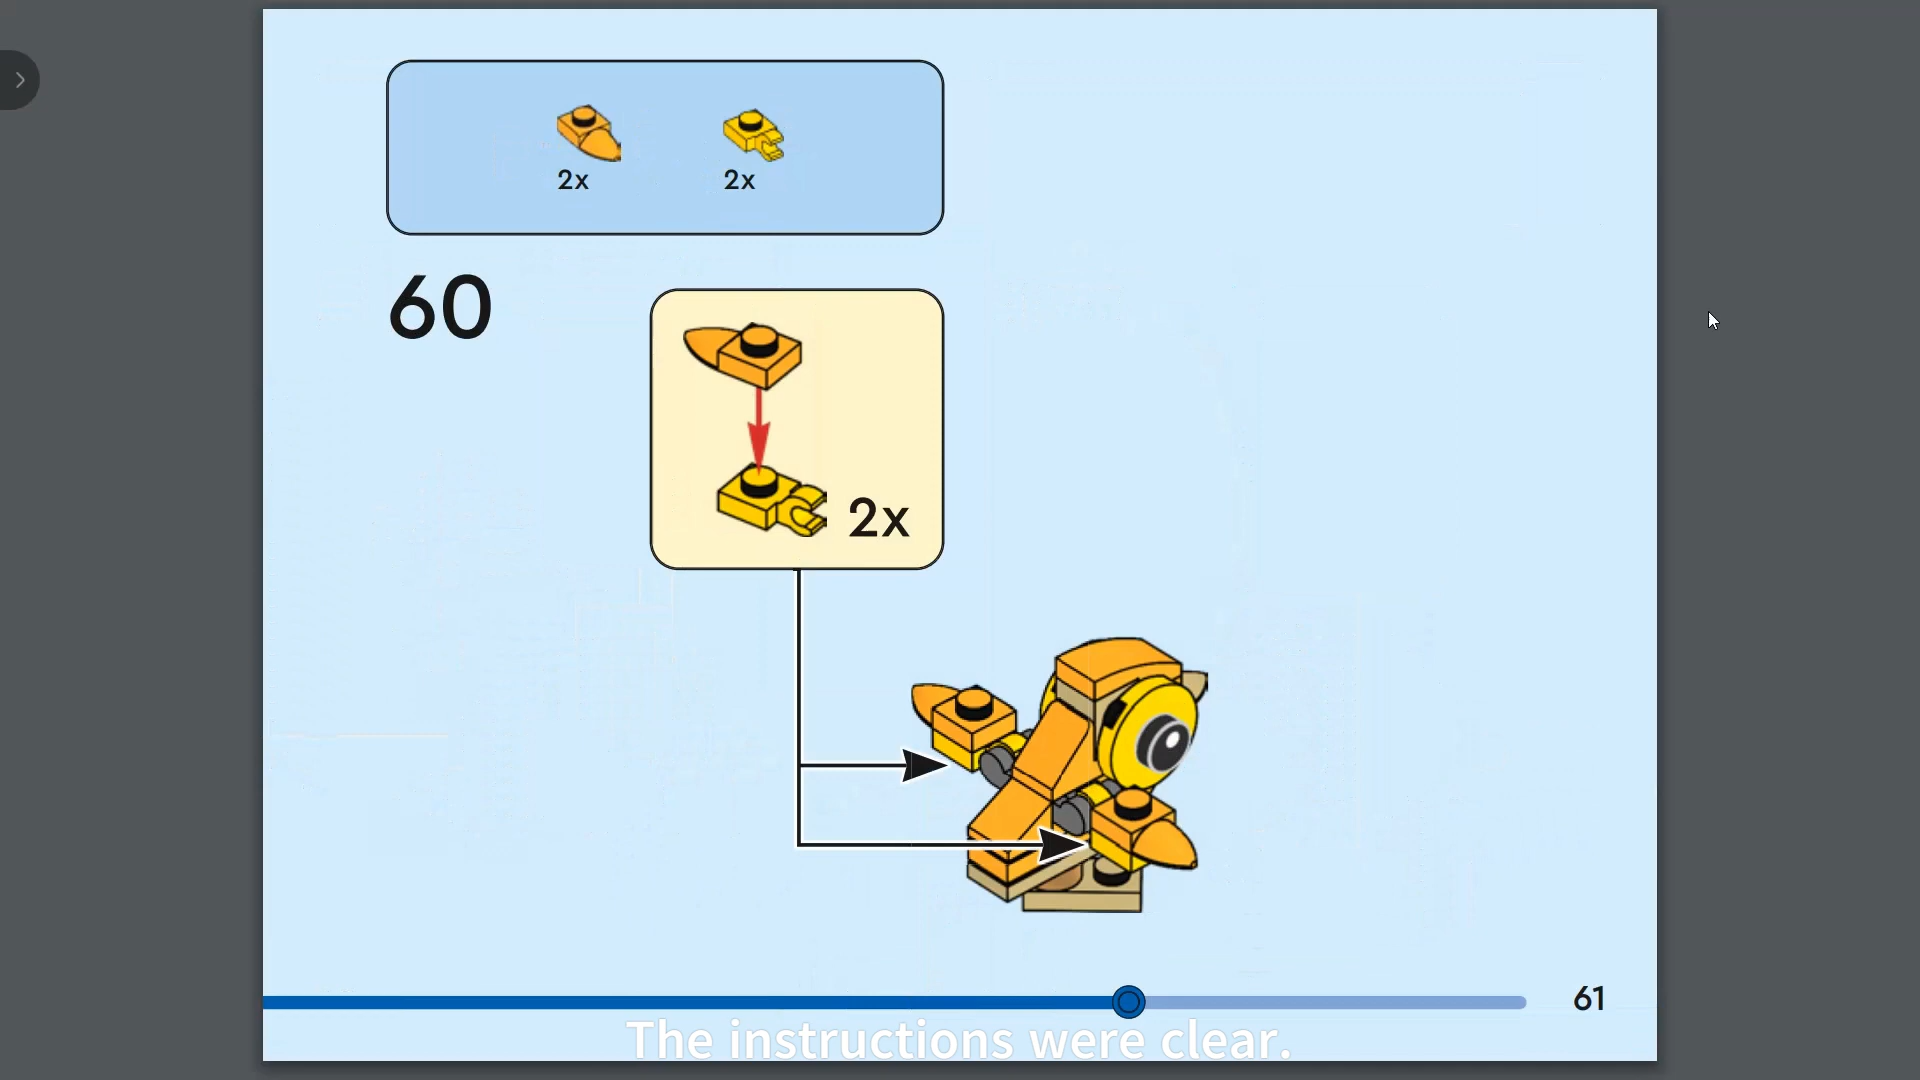 2x 2x
60
2x
61
The instructions were clear.